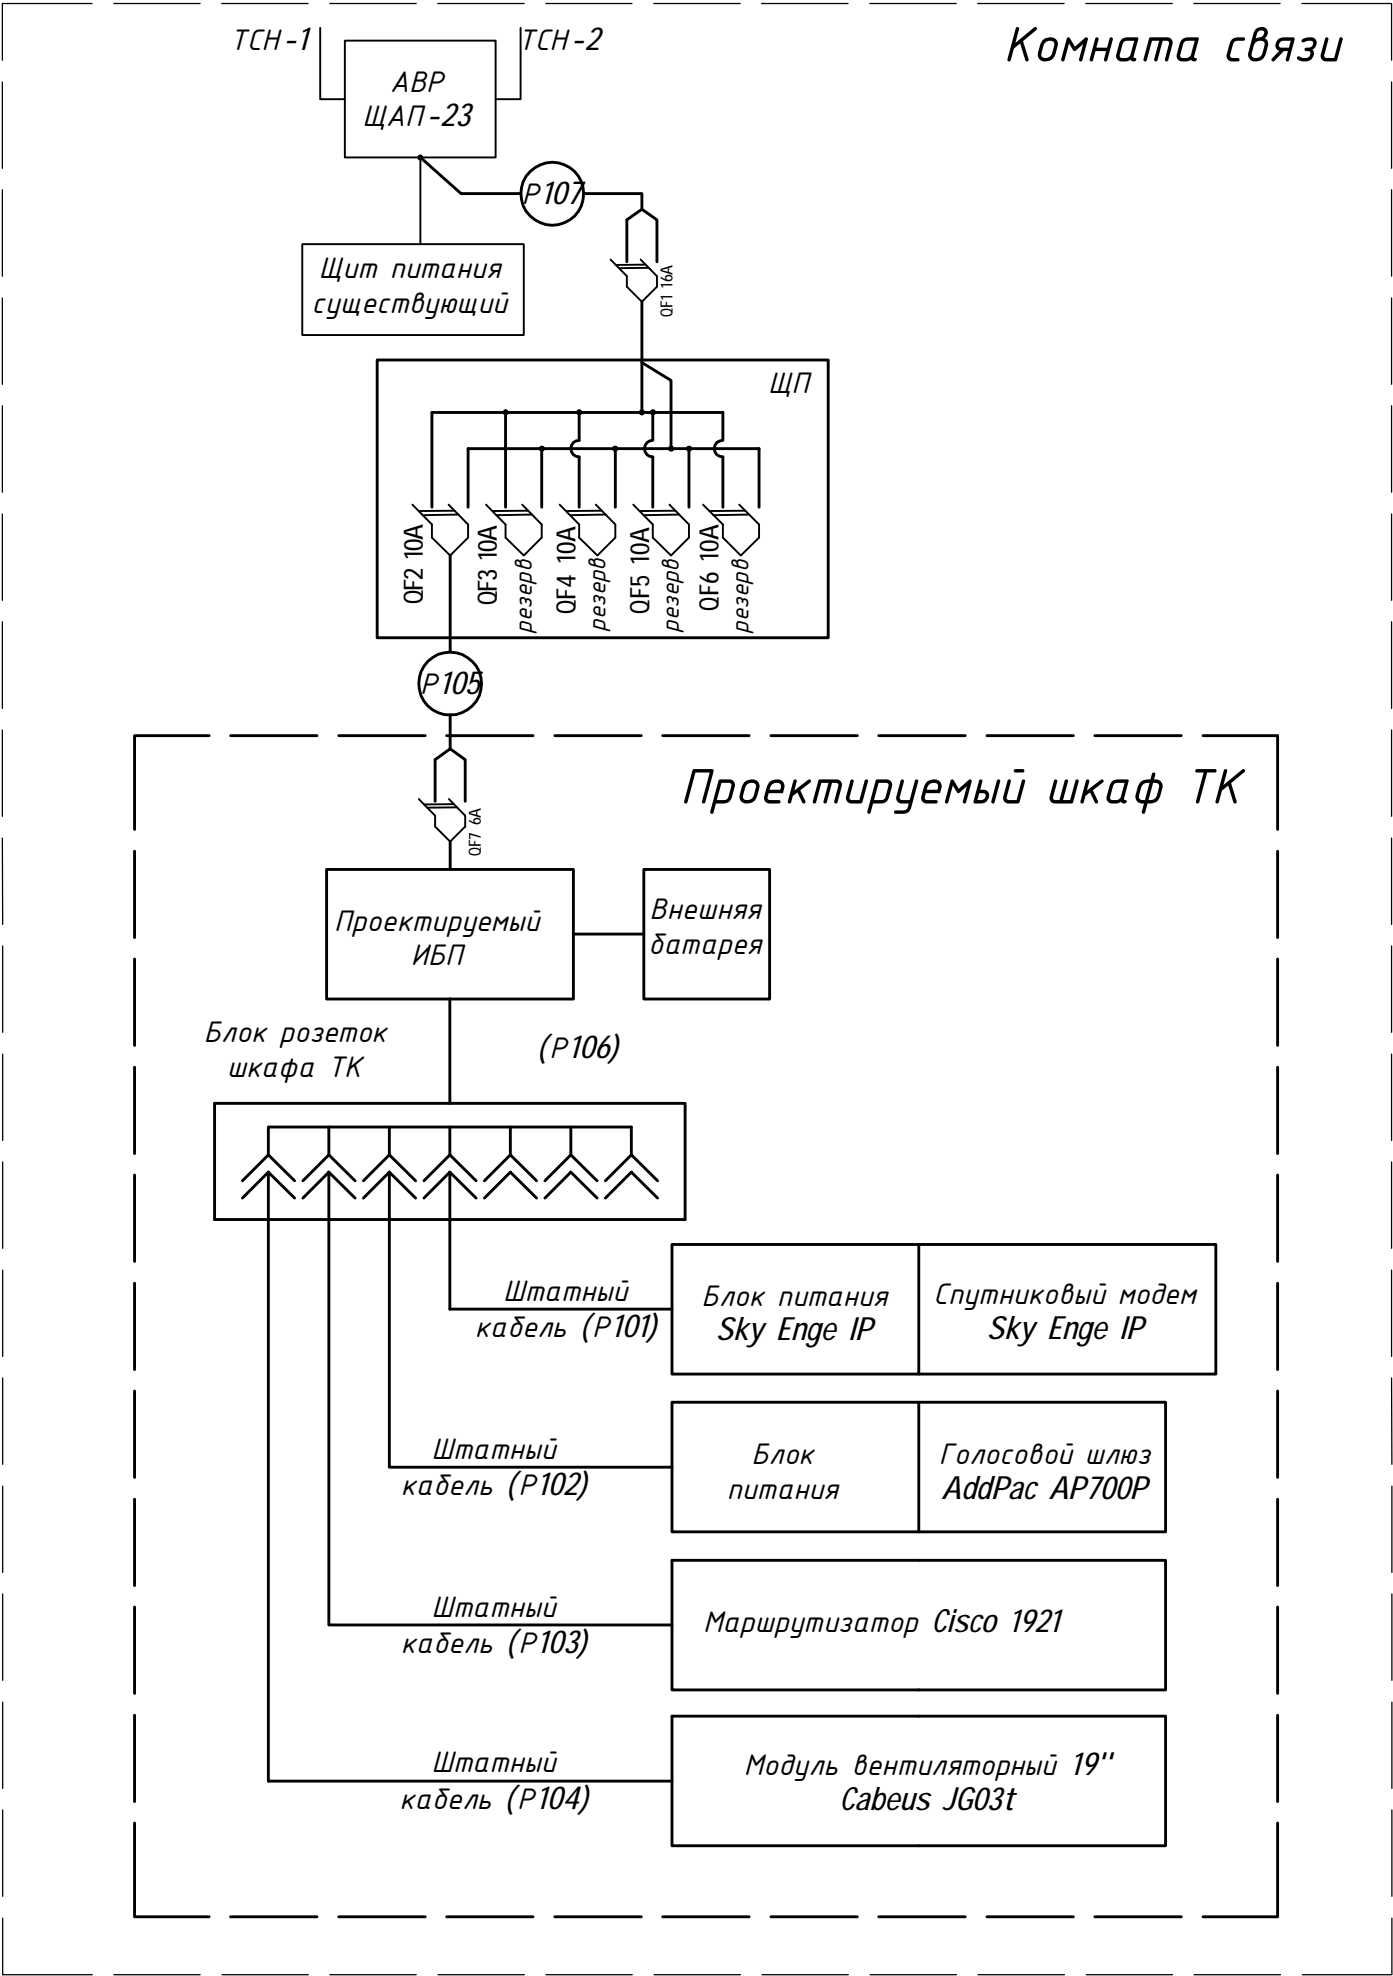 ТСН-1
ТСН-2
Комната связи
АВР
ЩАП-23
Р107
Щит питания
существующий
QF1 16А
ЩП
QF2 10А
QF3 10А
резерв
QF4 10А
резерв
QF5 10А
резерв
QF6 10А
резерв
Р105
Проектируемый шкаф ТК
QF7 6А
Проектируемый
ИБП
Внешняя
батарея
Блок розеток
шкафа ТК
(Р106)
Штатный
кабель (Р101)
Блок питания
Sky Enge IP
Спутниковый модем
Sky Enge IP
Штатный
кабель (Р102)
Блок
питания
Голосовой шлюз
AddPac AP700P
Штатный
кабель (Р103)
Маршрутизатор Cisco 1921
Штатный
кабель (Р104)
Модуль вентиляторный 19''
Cabeus JG03t